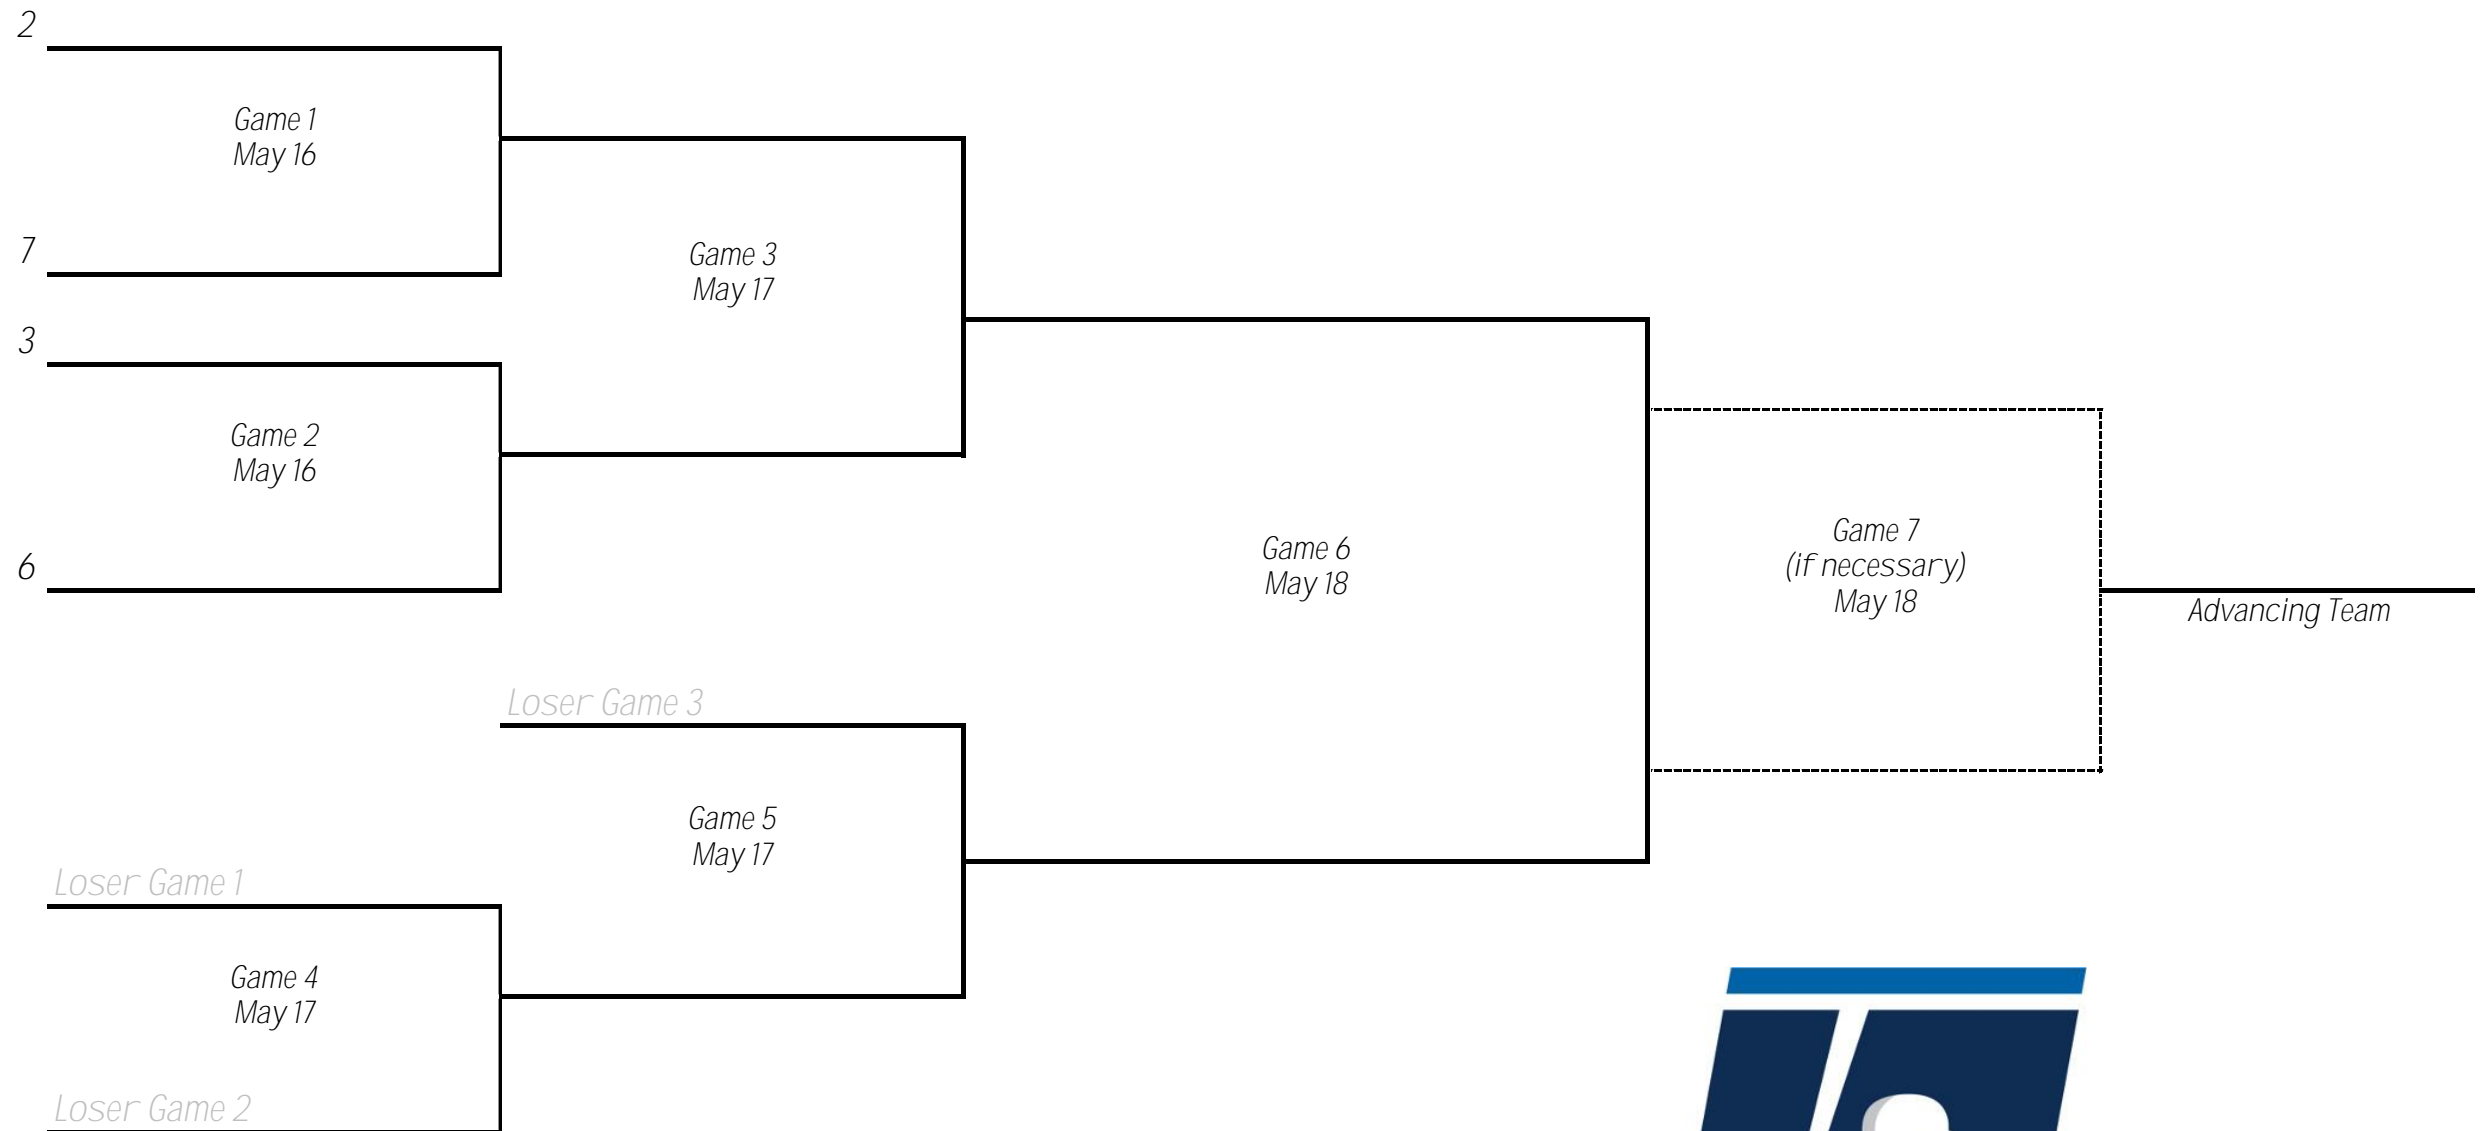 2
Game 1
May 16
7
Game 3
May 17
3
Game 2
May 16
6
Game 6
May 18
Game 7
(if necessary)
May 18
Advancing Team
Loser Game 3
Game 5
May 17
Loser Game 1
Game 4
May 17
Loser Game 2